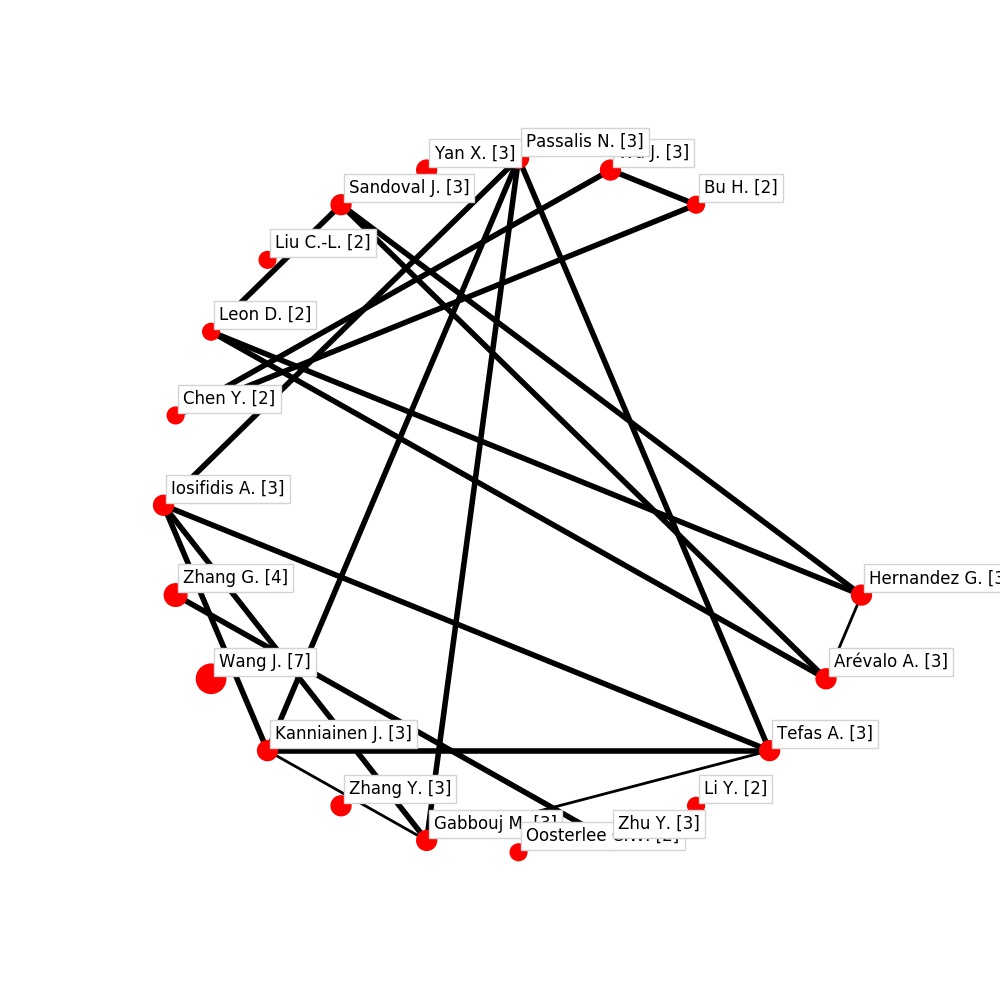 Passalis N. [3]
Yan X. [3]
J. [3]
Sandoval J. [3]
Bu H. [2]
Liu C.-L. [2]
Leon D. [2]
Chen Y. [2]
Iosifidis A. [3]
Zhang G. [4]
Hernandez G. [3
Wang J. [7]
Arévalo A. [3]
Kanniainen J. [3]
Tefas A. [3]
Zhang Y. [3]
Li Y. [2]
Gabbouj M. [3]
Zhu Y. [3]
Oosterlee [2]